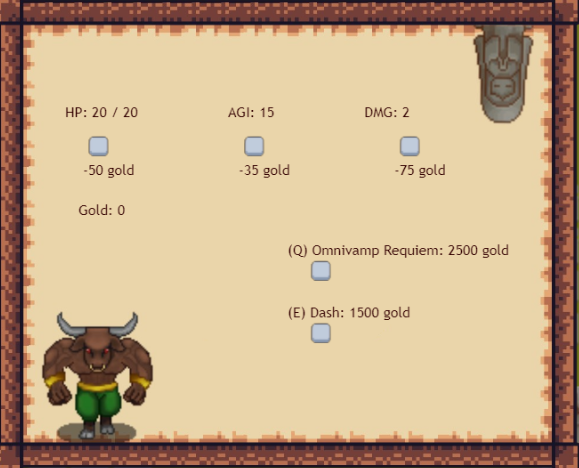 HP: 20 / 20 AGI: 15 DMG: 2
-50 gold -35 gold -75 gold
Gold: 0
(Q) Omnivamp Requiem: 2500 gold
(E) Dash: 1500 gold